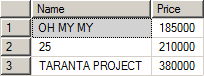 Name Price
1 OH MY MY 185000
2 25 210000
3 TARANTA PROJECT 380000